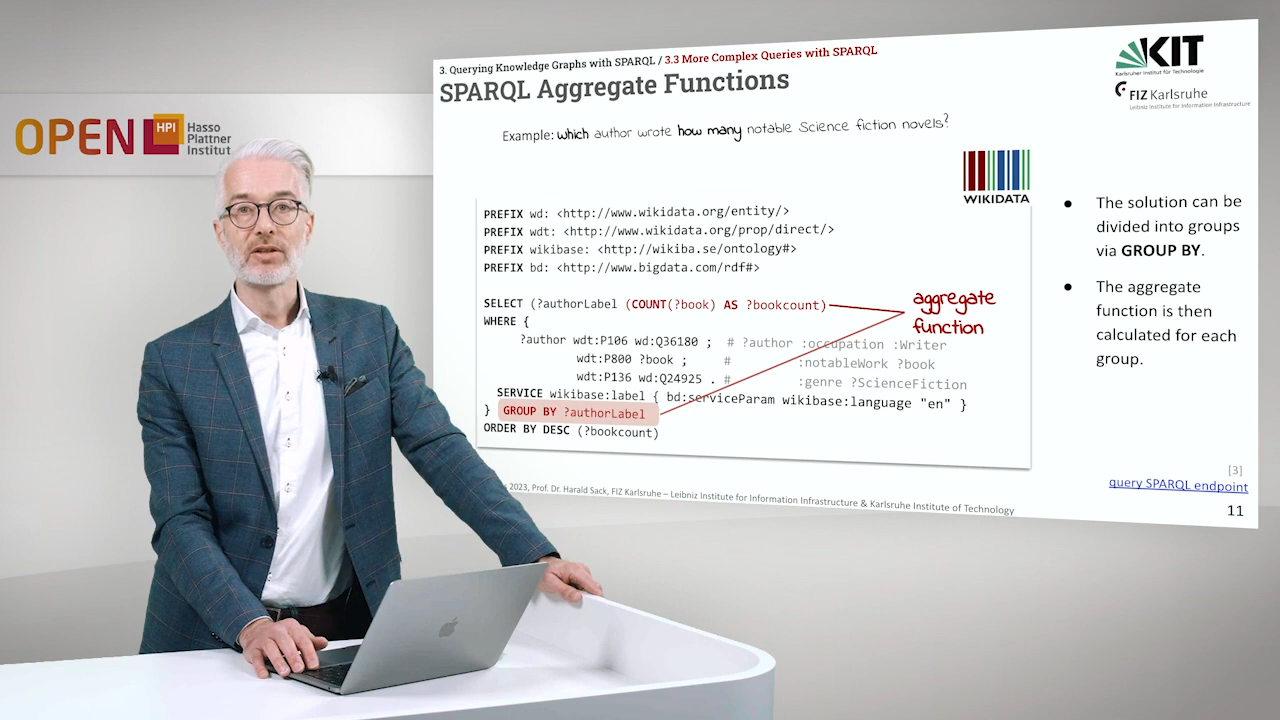 OPEN HPI Hasso
Plattner
Institut
3. Querying Knowledge Graphs with SPARQL / 3.3 More Complex Queries with SPARQL
SPARQL Aggregate Functions
KIT
Karlsruher Institut für Technologie
FIZ Karlsruhe
Leibniz Institute for Information Infrastructure
Example: which author wrote how many notable Science fiction novels?
WIKIDATA
PREFIX wd: <http://www.wikidata.org/entity/>
PREFIX wdt: <http://www.wikidata.org/prop/direct/>
PREFIX wikibase: <http://wikiba.se/ontology#>
PREFIX bd: <http://www.bigdata.com/rdf#>
SELECT (?authorLabel (COUNT(?book) AS ?bookcount)
WHERE {
?author wdt:P106 wd:Q36180 ; # ?author :occupation :Writer
wdt:P800 ?book ; # :notableWork ?book
wdt:P136 wd:Q24925 . # :genre ?ScienceFiction
SERVICE wikibase:label { bd:serviceParam wikibase:language "en" }
} GROUP BY ?authorLabel
ORDER BY DESC (?bookcount)
aggregate
function
● The solution can be
divided into groups
via GROUP BY.
● The aggregate
function is then
calculated for each
group.
[3]
query SPARQL endpoint
2023, Prof. Dr. Harald Sack, FIZ Karlsruhe – Leibniz Institute for Information Infrastructure & Karlsruhe Institute of Technology
11